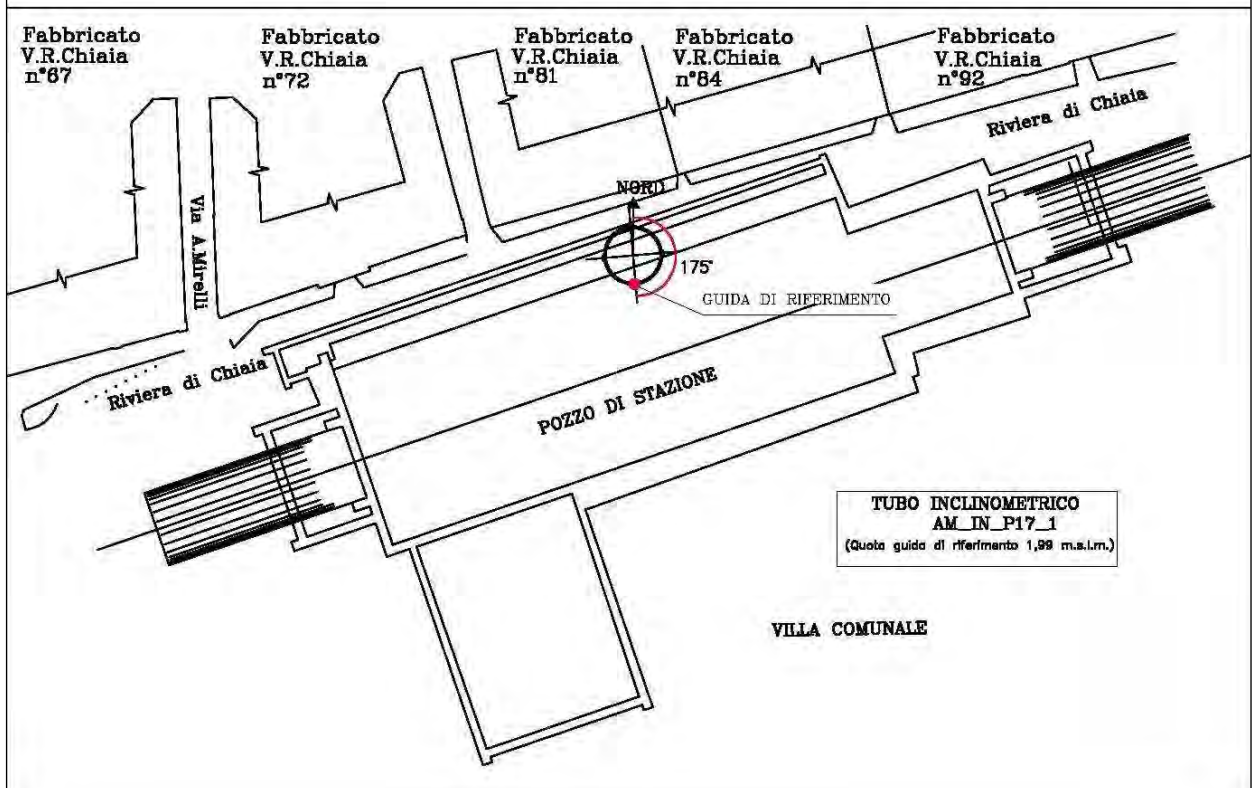 Fabbricato
V.R.Chiaia
n°67
Fabbricato
V.R.Chiaia
n°72
Fabbricato
V.R.Chiaia
n°81
Fabbricato
V.R.Chiaia
n°84
Fabbricato
V.R.Chiaia
n°92
Riviera di Chiaia
Via A.Mirelli
NORD
175°
GUIDA DI RIFERIMENTO
Riviera di Chiaia
POZZO DI STAZIONE
TUBO INCLINOMETRICO
AM_IN_P17_1
(Quota guida di riferimento 1,99 m.s.l.m.)
VILLA COMUNALE